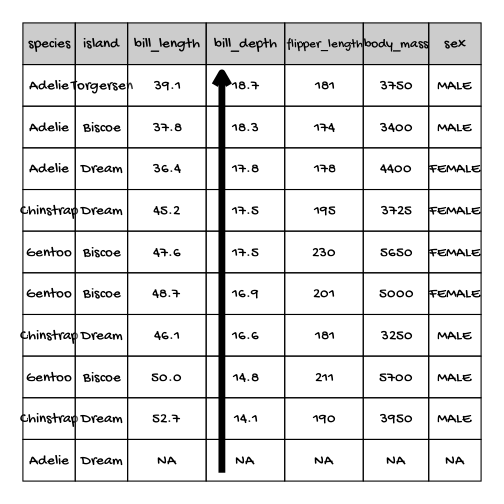 species island bill_length bill_depth flipper_length body_mass sex
Adelie Torgersen 39.1 18.7 181 3750 MALE
Adelie Biscoe 37.8 18.3 174 3400 MALE
Adelie Dream 36.4 17.8 178 4400 FEMALE
Chinstrap Dream 45.2 17.5 195 3725 FEMALE
Gentoo Biscoe 47.6 17.5 230 5650 FEMALE
Gentoo Biscoe 48.7 16.9 201 5000 FEMALE
Chinstrap Dream 46.1 16.6 181 3250 MALE
Gentoo Biscoe 50.0 14.8 211 5700 MALE
Chinstrap Dream 52.7 14.1 190 3950 MALE
Adelie Dream NA NA NA NA NA